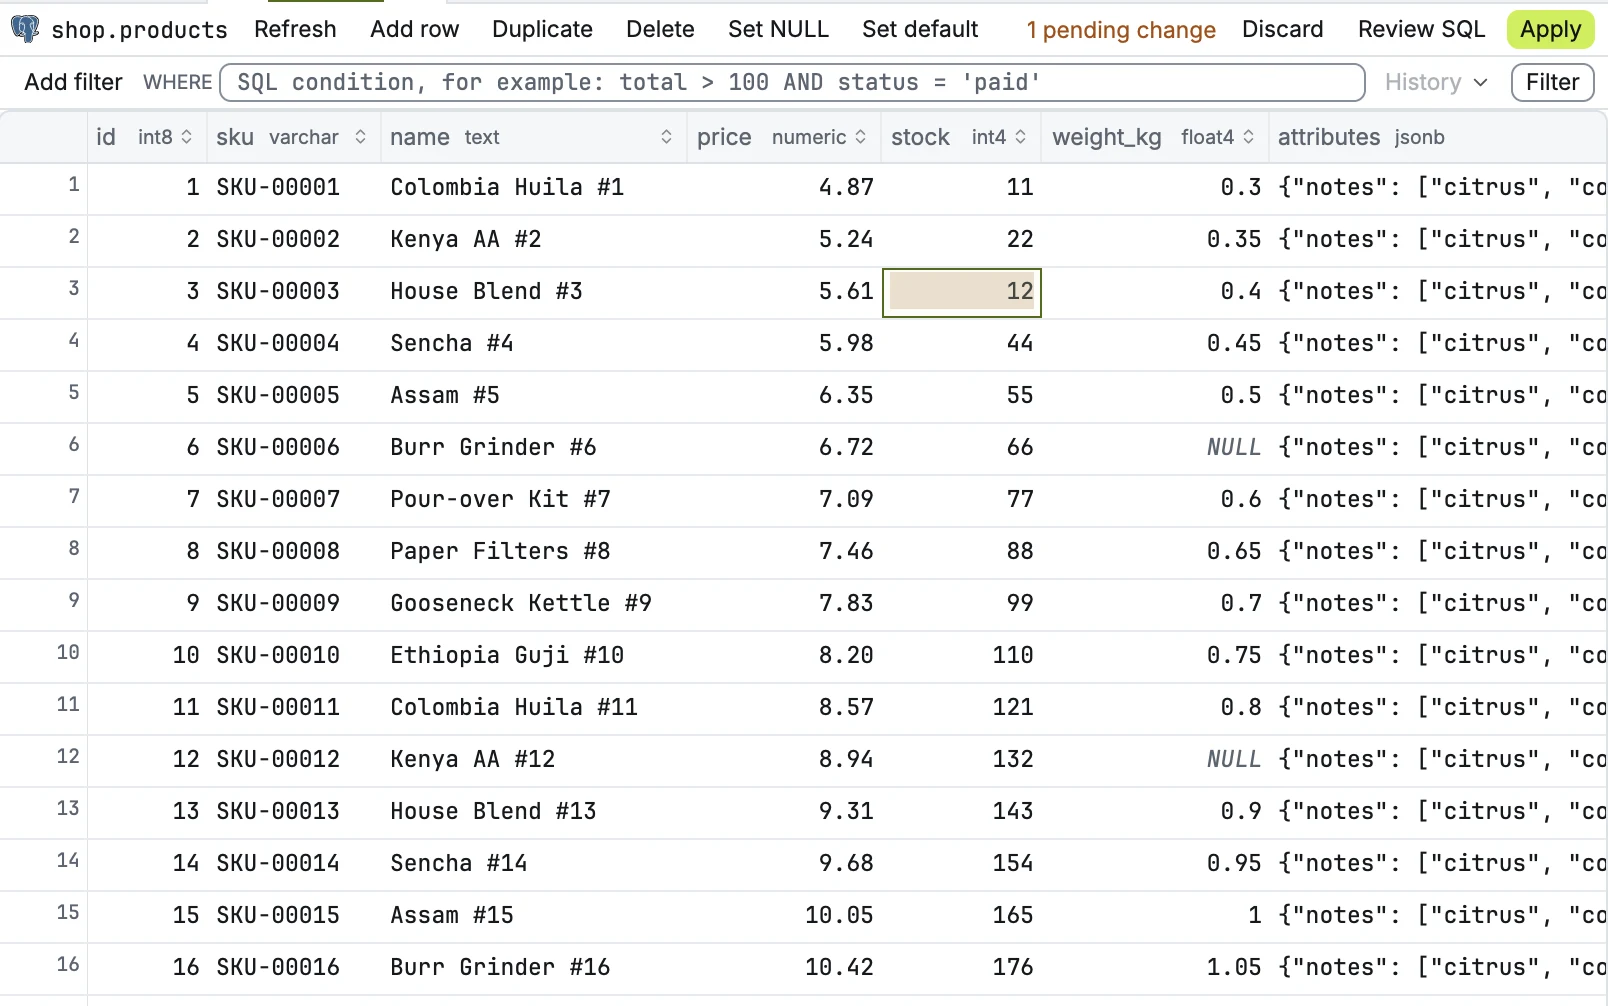 shop.products Refresh Add row Duplicate Delete Set NULL Set default 1 pending change Discard Review SQL Apply
Add filter WHERE SQL condition, for example: total > 100 AND status = 'paid' History Filter
id int8 sku varchar name text price numeric stock int4 weight_kg float4 attributes jsonb
1 1 SKU-00001 Colombia Huila #1 4.87 11 0.3 {"notes": ["citrus", "co
2 2 SKU-00002 Kenya AA #2 5.24 22 0.35 {"notes": ["citrus", "co
3 3 SKU-00003 House Blend #3 5.61 12 0.4 {"notes": ["citrus", "co
4 4 SKU-00004 Sencha #4 5.98 44 0.45 {"notes": ["citrus", "co
5 5 SKU-00005 Assam #5 6.35 55 0.5 {"notes": ["citrus", "co
6 6 SKU-00006 Burr Grinder #6 6.72 66 NULL {"notes": ["citrus", "co
7 7 SKU-00007 Pour-over Kit #7 7.09 77 0.6 {"notes": ["citrus", "co
8 8 SKU-00008 Paper Filters #8 7.46 88 0.65 {"notes": ["citrus", "co
9 9 SKU-00009 Gooseneck Kettle #9 7.83 99 0.7 {"notes": ["citrus", "co
10 10 SKU-00010 Ethiopia Guji #10 8.20 110 0.75 {"notes": ["citrus", "co
11 11 SKU-00011 Colombia Huila #11 8.57 121 0.8 {"notes": ["citrus", "co
12 12 SKU-00012 Kenya AA #12 8.94 132 NULL {"notes": ["citrus", "co
13 13 SKU-00013 House Blend #13 9.31 143 0.9 {"notes": ["citrus", "co
14 14 SKU-00014 Sencha #14 9.68 154 0.95 {"notes": ["citrus", "co
15 15 SKU-00015 Assam #15 10.05 165 1 {"notes": ["citrus", "co
16 16 SKU-00016 Burr Grinder #16 10.42 176 1.05 {"notes": ["citrus", "co